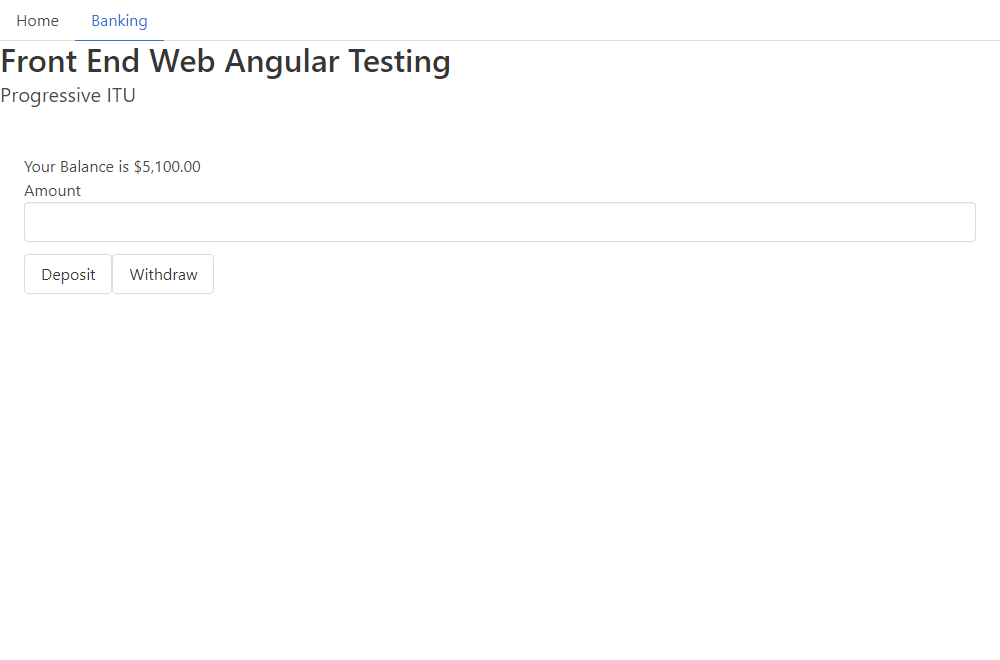 Home Banking
Front End Web Angular Testing
Progressive ITU
Your Balance is $5,100.00
Amount
Deposit Withdraw